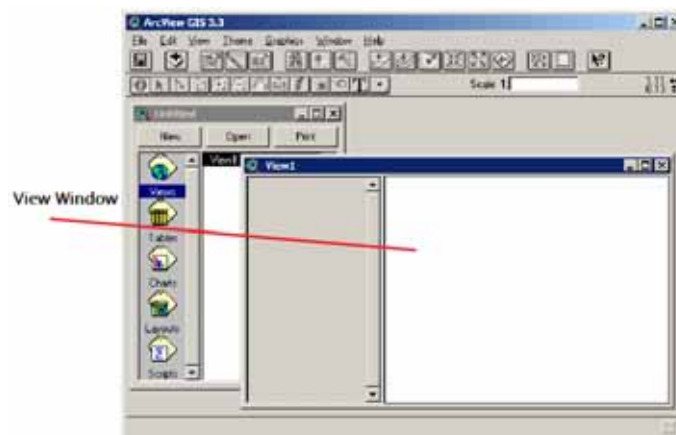 ArcView GIS 3.3
File Edit View Theme Graphics Window Help
Scale 1:
Untitled
New Open Print
View1
View1
Views
View Window
Tables
Charts
Layouts
Scripts